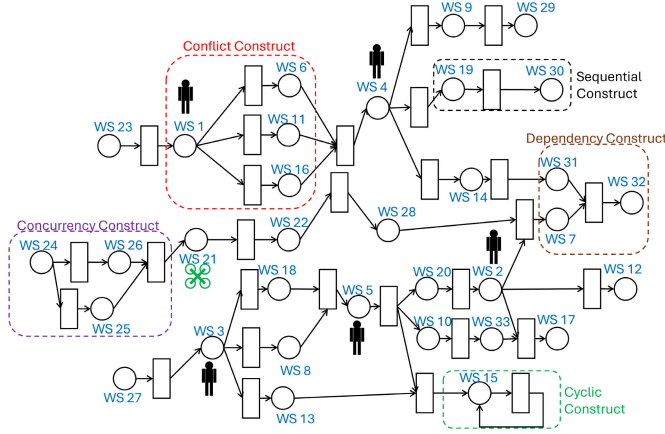 WS 9
WS 29
Conflict Construct
WS 6
WS 4
WS 19
WS 30
Sequential
Construct
WS 23
WS 1
WS 11
Dependency Construct
WS 16
WS 31
WS 32
WS 14
Concurrency Construct
WS 22
WS 28
WS 7
WS 24
WS 26
WS 21
WS 18
WS 20
WS 2
WS 12
WS 5
WS 25
WS 3
WS 10
WS 33
WS 17
WS 8
WS 27
WS 15
WS 13
Cyclic
Construct